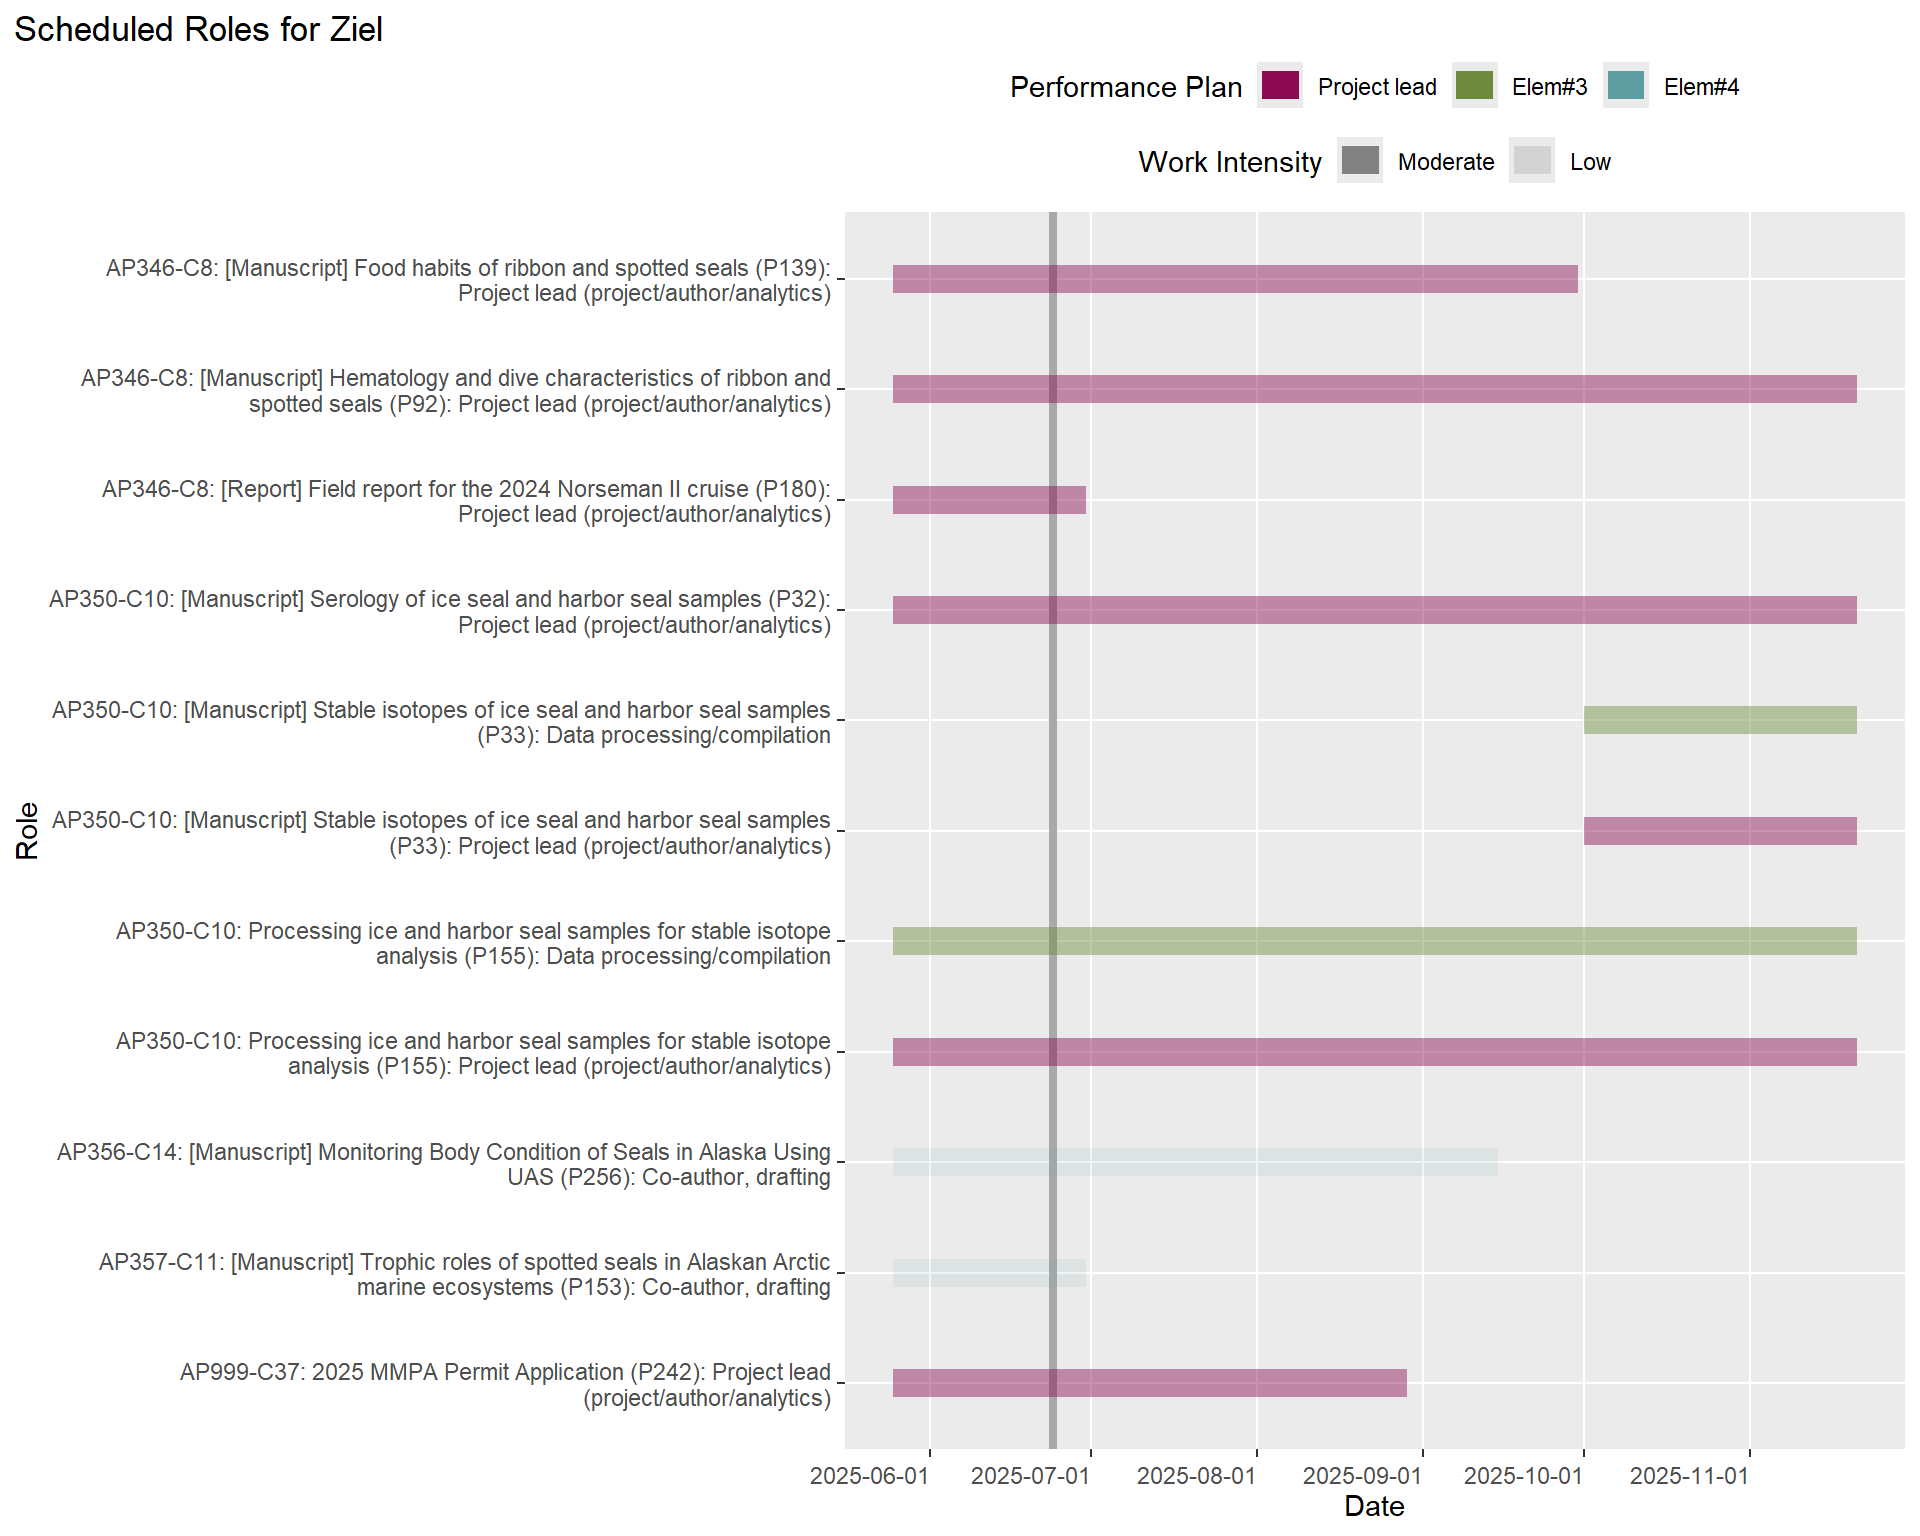 Scheduled Roles for Ziel
Performance Plan Project lead Elem#3 Elem#4
Work Intensity Moderate Low
AP346-C8: [Manuscript] Food habits of ribbon and spotted seals (P139):
Project lead (project/author/analytics)
AP346-C8: [Manuscript] Hematology and dive characteristics of ribbon and
spotted seals (P92): Project lead (project/author/analytics)
AP346-C8: [Report] Field report for the 2024 Norseman II cruise (P180):
Project lead (project/author/analytics)
AP350-C10: [Manuscript] Serology of ice seal and harbor seal samples (P32):
Project lead (project/author/analytics)
AP350-C10: [Manuscript] Stable isotopes of ice seal and harbor seal samples
(P33): Data processing/compilation
AP350-C10: [Manuscript] Stable isotopes of ice seal and harbor seal samples
(P33): Project lead (project/author/analytics)
AP350-C10: Processing ice and harbor seal samples for stable isotope
analysis (P155): Data processing/compilation
AP350-C10: Processing ice and harbor seal samples for stable isotope
analysis (P155): Project lead (project/author/analytics)
AP356-C14: [Manuscript] Monitoring Body Condition of Seals in Alaska Using
UAS (P256): Co-author, drafting
AP357-C11: [Manuscript] Trophic roles of spotted seals in Alaskan Arctic
marine ecosystems (P153): Co-author, drafting
AP999-C37: 2025 MMPA Permit Application (P242): Project lead
(project/author/analytics)
Role
2025-06-01 2025-07-01 2025-08-01 2025-09-01 2025-10-01 2025-11-01
Date